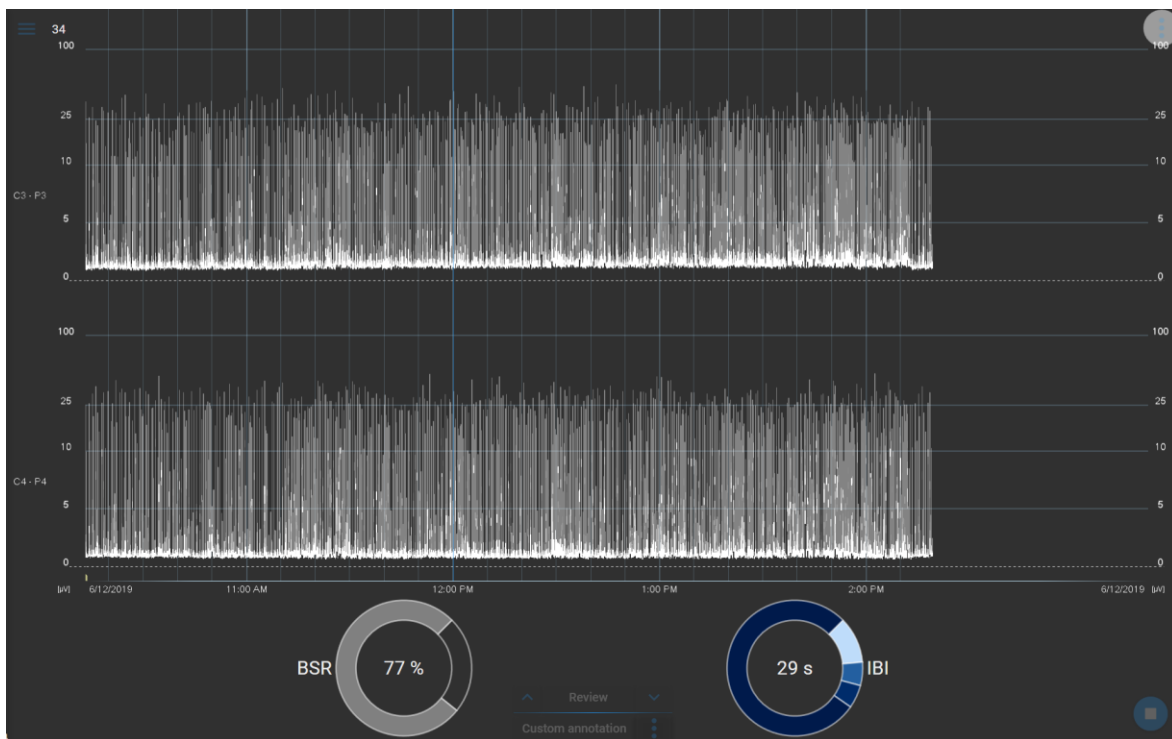 34
100 100
25 25
10 10
C3 - P3
5 5
0 0
100 100
25 25
10 10
C4 - P4
5 5
0 0
[µV] 6/12/2019 11:00 AM 12:00 PM 1:00 PM 2:00 PM 6/12/2019 [µV]
BSR 77 % 29 s IBI
Review
Custom annotation